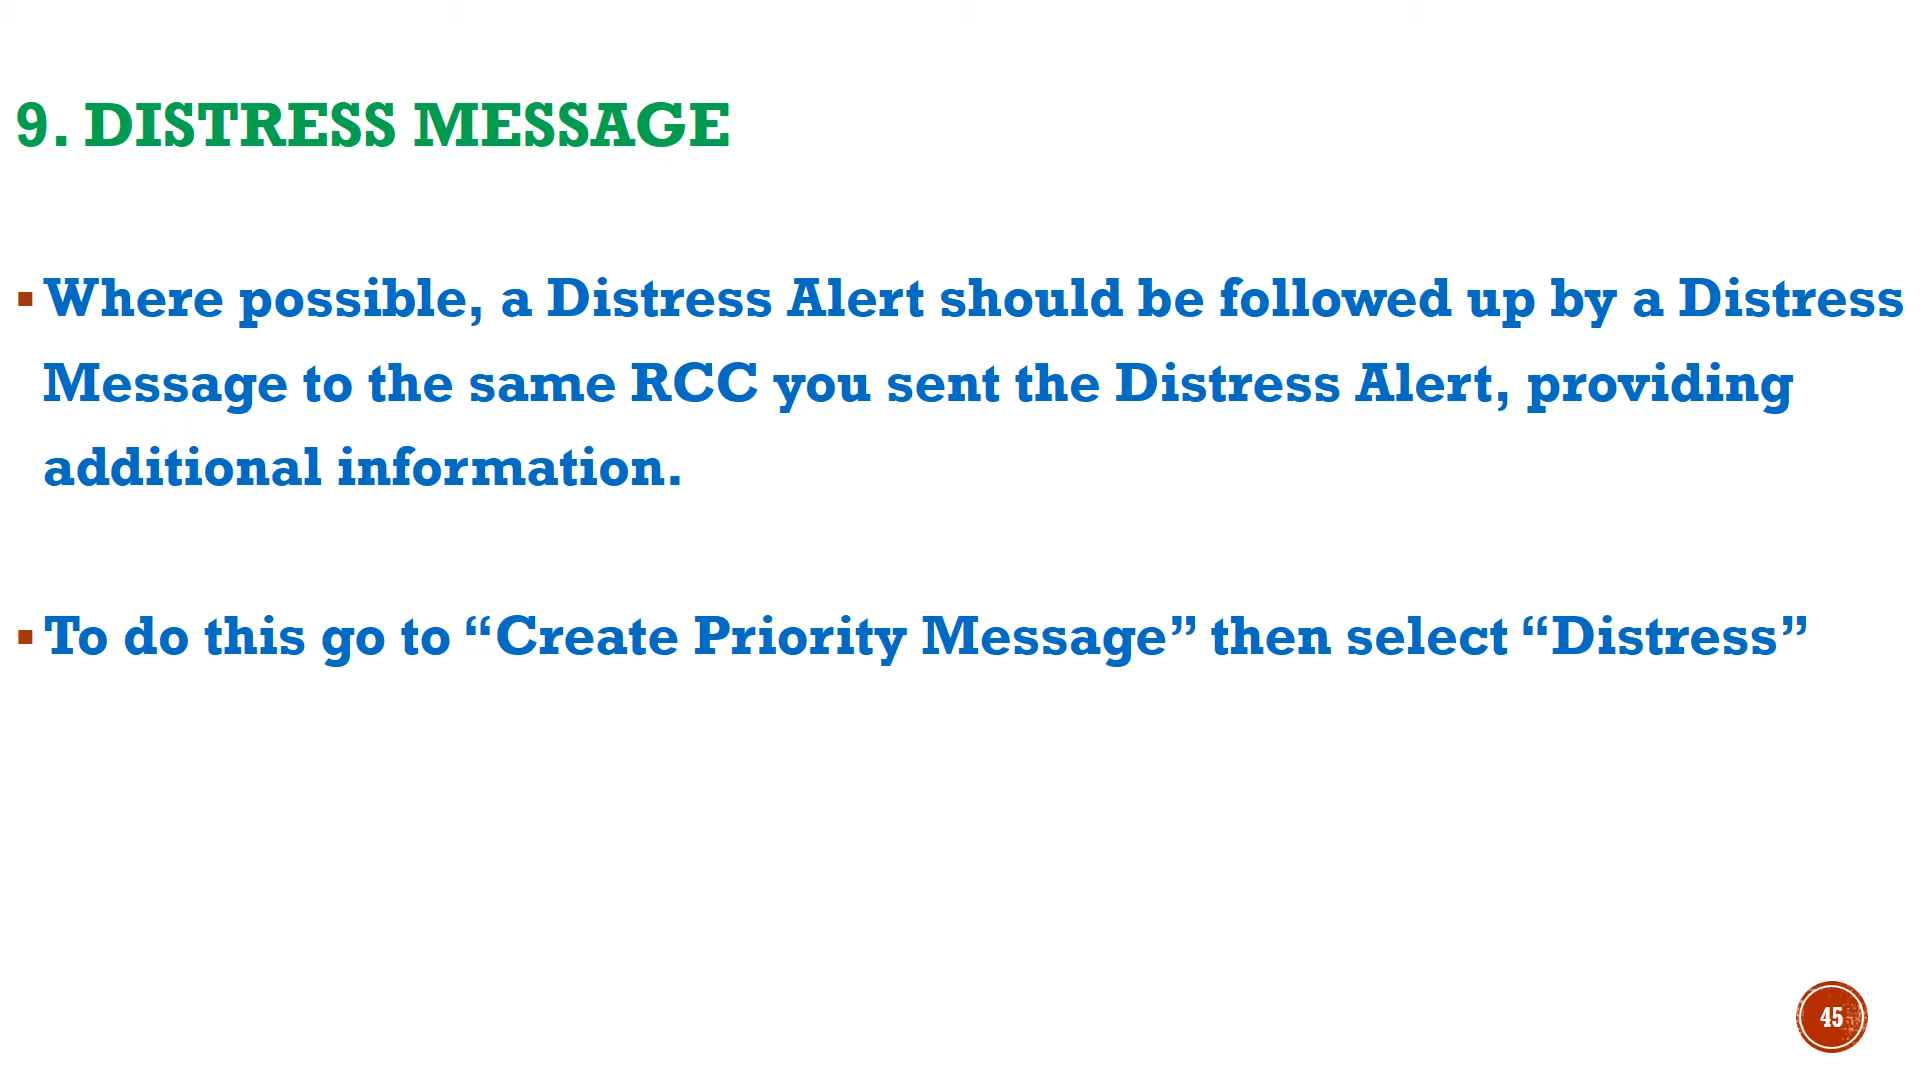 9. DISTRESS MESSAGE
▪Where possible, a Distress Alert should be followed up by a Distress
Message to the same RCC you sent the Distress Alert, providing
additional information.
▪To do this go to “Create Priority Message” then select “Distress”
45